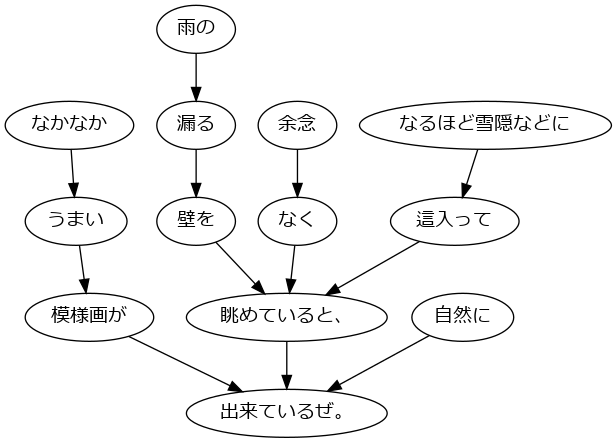 雨の
なかなか
漏る
余念
なるほど雪隠などに
うまい
壁を
なく
這入って
模様画が
眺めていると、
自然に
出来ているぜ。